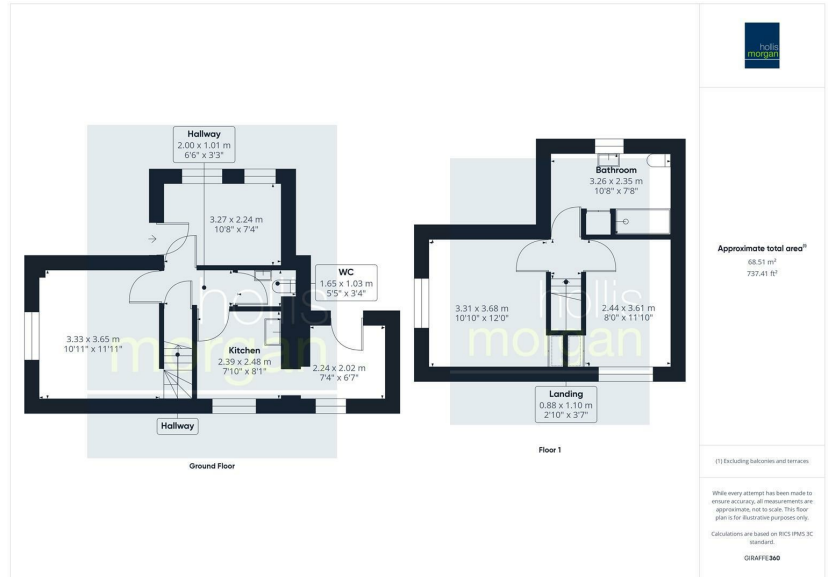 Hallway
2.00 x 1.01 m
6'6" x 3'3"
3.27 x 2.24 m
10'8" x 7'4"
WC
1.65 x 1.03 m
5'5" x 3'4"
3.33 x 3.65 m
10'11" x 11'11"
Kitchen
2.39 x 2.48 m
7'10" x 8'1"
2.24 x 2.02 m
7'4" x 6'7"
Hallway
hollis
morgan
Ground Floor
Bathroom
3.26 x 2.35 m
10'8" x 7'8"
3.31 x 3.68 m
10'10" x 12'0"
2.44 x 3.61 m
8'0" x 11'10"
hollis
morgan
Landing
0.88 x 1.10 m
2'10" x 3'7"
Floor 1
hollis
morgan
Approximate total area⁽¹⁾
68.51 m²
737.41 ft²
(1) Excluding balconies and terraces
While every attempt has been made to
ensure accuracy, all measurements are
approximate, not to scale. This floor
plan is for illustrative purposes only.
Calculations are based on RICS IPMS 3C
standard.
GIRAFFE360